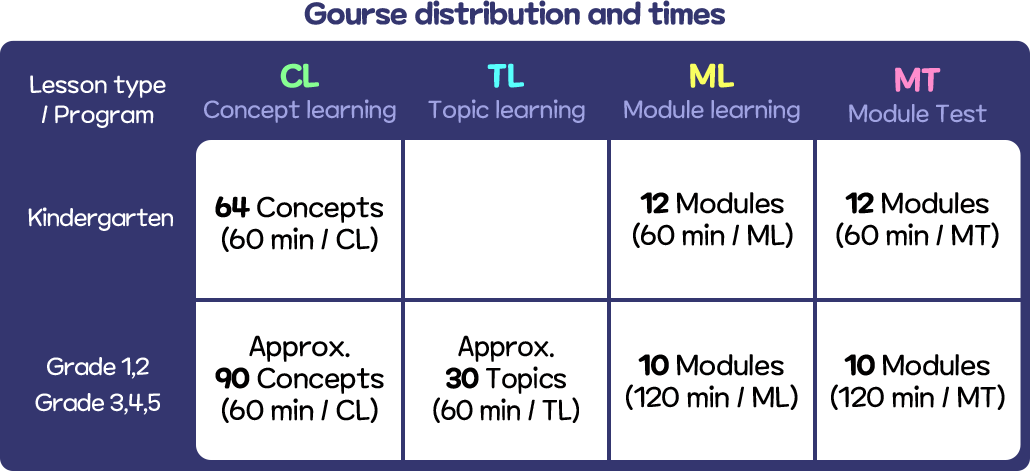 Gourse distribution and times
Lesson type
/ Program
CL
Concept learning
TL
Topic learning
ML
Module learning
MT
Module Test
Kindergarten
64 Concepts
(60 min / CL)
12 Modules
(60 min / ML)
12 Modules
(60 min / MT)
Grade 1,2
Grade 3,4,5
Approx.
90 Concepts
(60 min / CL)
Approx.
30 Topics
(60 min / TL)
10 Modules
(120 min / ML)
10 Modules
(120 min / MT)